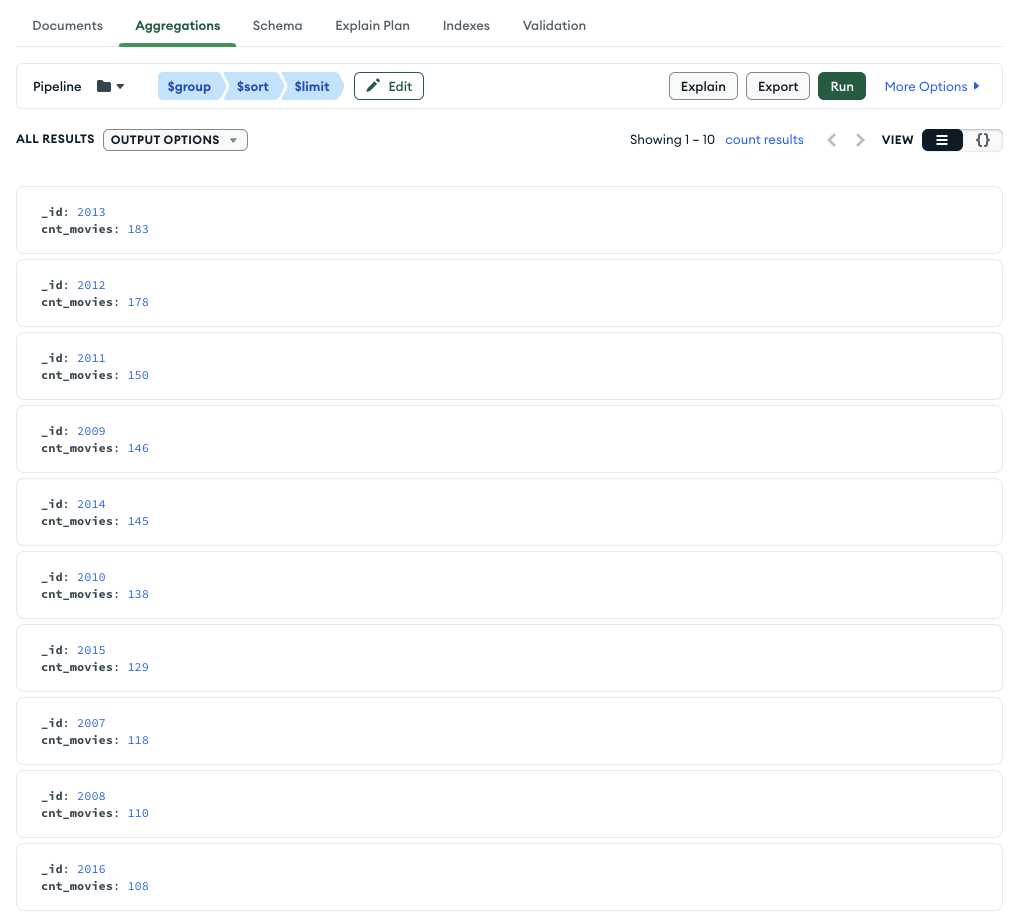 Documents Aggregations Schema Explain Plan Indexes Validation
Pipeline $group $sort $limit Edit Explain Export Run More Options
ALL RESULTS OUTPUT OPTIONS Showing 1 – 10 count results VIEW {}
_id: 2013
cnt_movies: 183
_id: 2012
cnt_movies: 178
_id: 2011
cnt_movies: 150
_id: 2009
cnt_movies: 146
_id: 2014
cnt_movies: 145
_id: 2010
cnt_movies: 138
_id: 2015
cnt_movies: 129
_id: 2007
cnt_movies: 118
_id: 2008
cnt_movies: 110
_id: 2016
cnt_movies: 108